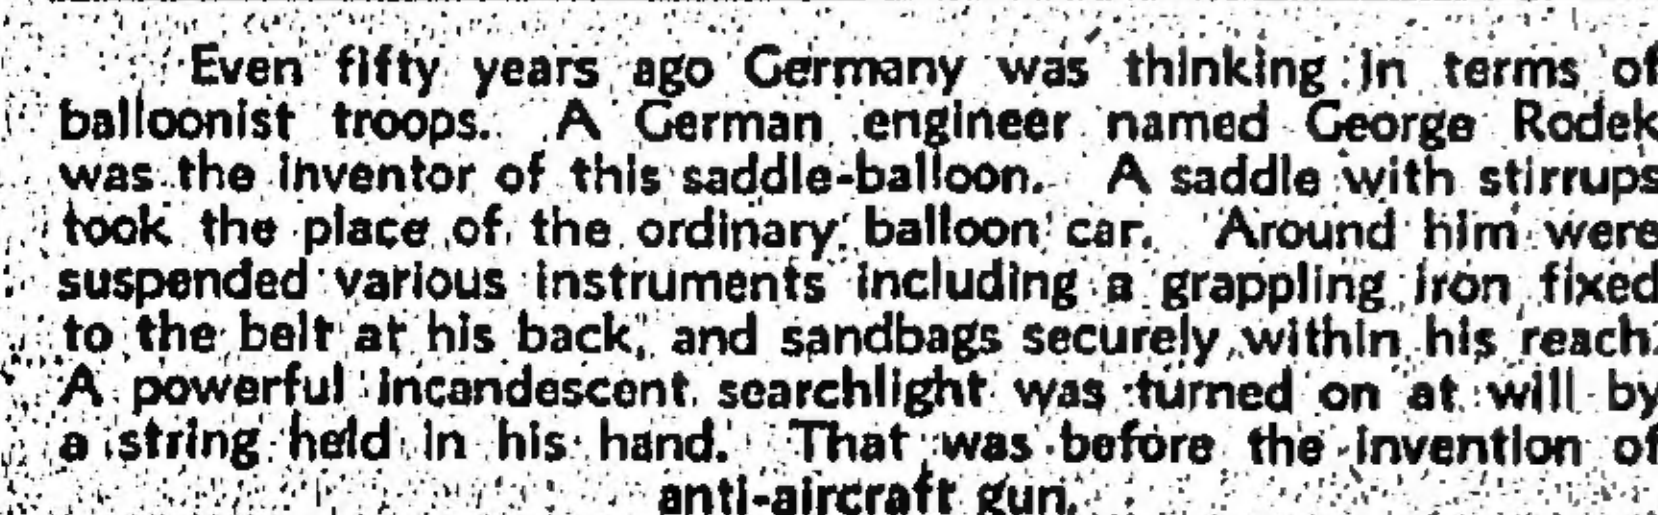 Even fifty years ago Germany was thinking in terms of
balloonist troops. A German engineer named George Rodek
was the inventor of this saddle-balloon. A saddle with stirrups
took the place of the ordinary balloon car. Around him were
suspended various instruments including a grappling iron fixed
to the belt at his back, and sandbags securely within his reach.
A powerful incandescent searchlight was turned on at will by
a string held in his hand. That was before the invention of
anti-aircraft gun.